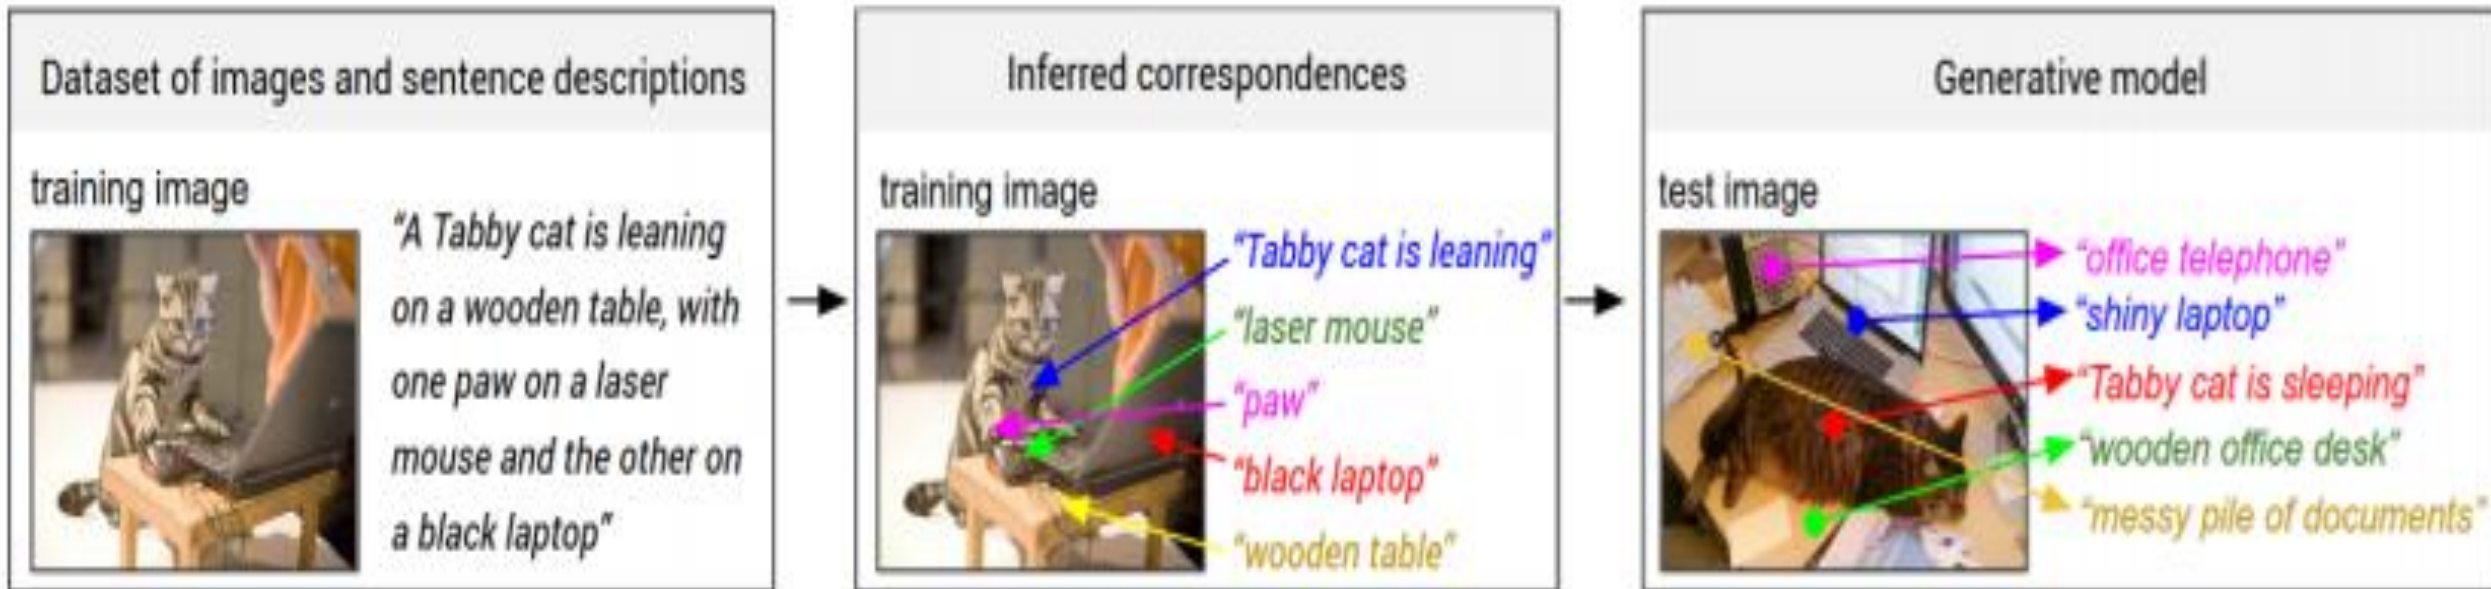 Dataset of images and sentence descriptions
training image
“A Tabby cat is leaning
on a wooden table, with
one paw on a laser
mouse and the other on
a black laptop”
Inferred correspondences
training image
“Tabby cat is leaning”
“laser mouse”
“paw”
“black laptop”
“wooden table”
Generative model
test image
“office telephone”
“shiny laptop”
“Tabby cat is sleeping”
“wooden office desk”
“messy pile of documents”